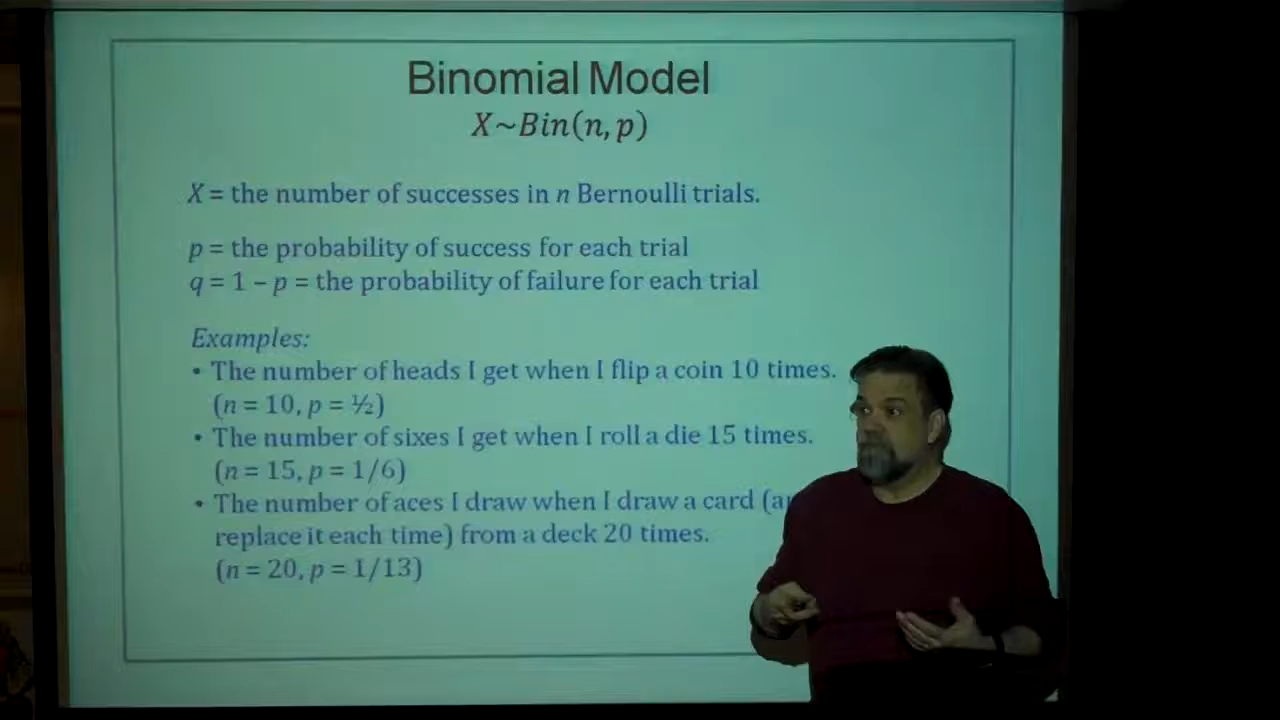 Binomial Model
X~Bin(n, p)
X = the number of successes in n Bernoulli trials.
p = the probability of success for each trial
q = 1 – p = the probability of failure for each trial
Examples:
• The number of heads I get when I flip a coin 10 times.
(n = 10, p = ½)
• The number of sixes I get when I roll a die 15 times.
(n = 15, p = 1/6)
• The number of aces I draw when I draw a card
replace it each time) from a deck 20 times.
(n = 20, p = 1/13)